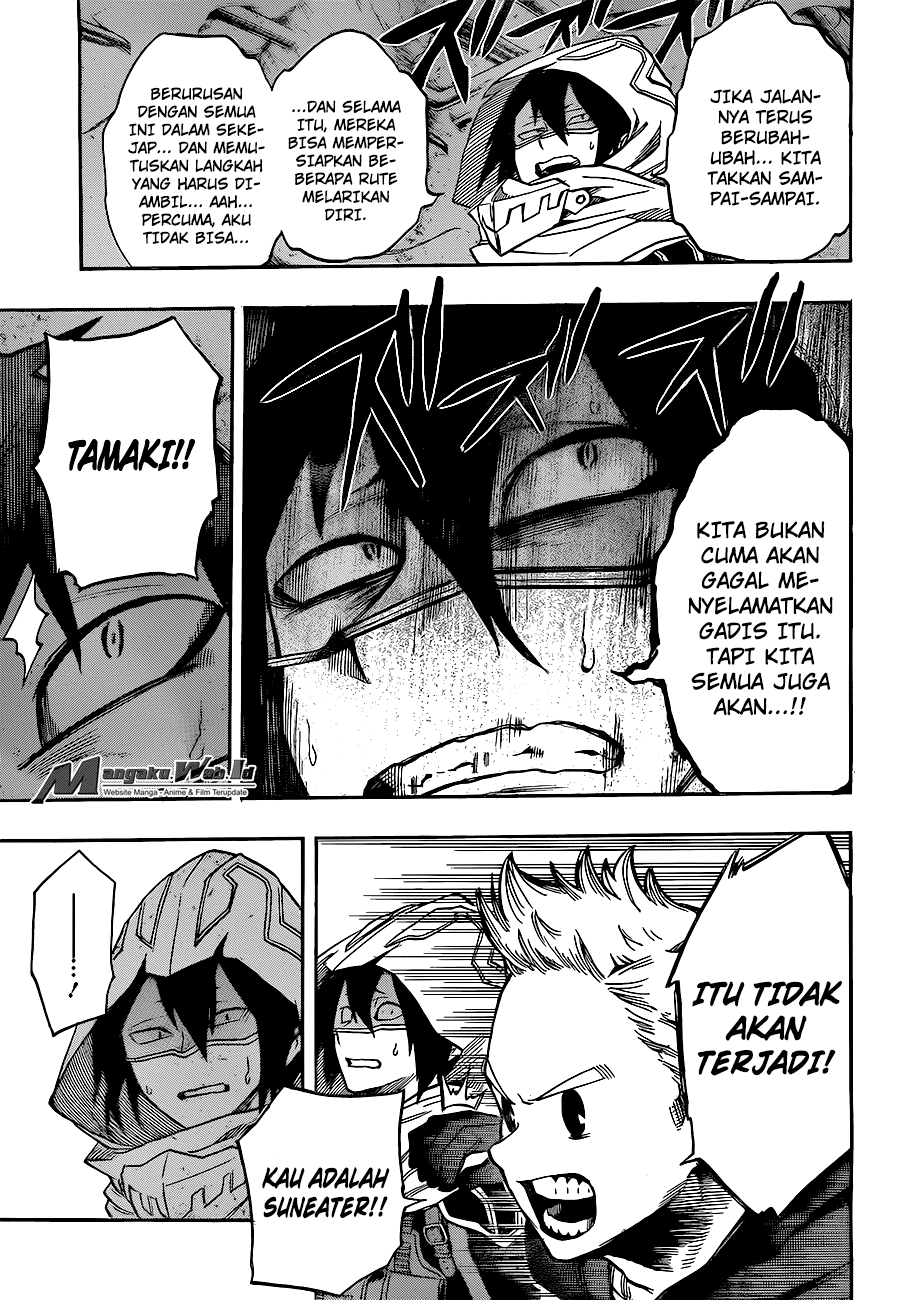 JIKA JALAN-
NYA TERUS
BERUBAH-
UBAH... KITA
TAKKAN SAM-
PAI-SAMPAI.
...DAN SELAMA
ITU, MEREKA
BISA MEMPER-
SIAPKAN BE-
BERAPA RUTE
MELARIKAN
DIRI.
BERURUSAN
DENGAN SEMUA
INI DALAM SEKE-
JAP... DAN MEMU-
TUSKAN LANGKAH
YANG HARUS DI-
AMBIL... AAH...
PERCUMA, AKU
TIDAK BISA...
KITA BUKAN
CUMA AKAN
GAGAL ME-
NYELAMATKAN
GADIS ITU.
TAPI KITA
SEMUA JUGA
AKAN...!!
TAMAKI!!
Mangaku.Web.Id
Website Manga - Anime & Film Terupdate
ITU TIDAK
AKAN
TERJADI!
KAU ADALAH
SUNEATER!!
......!